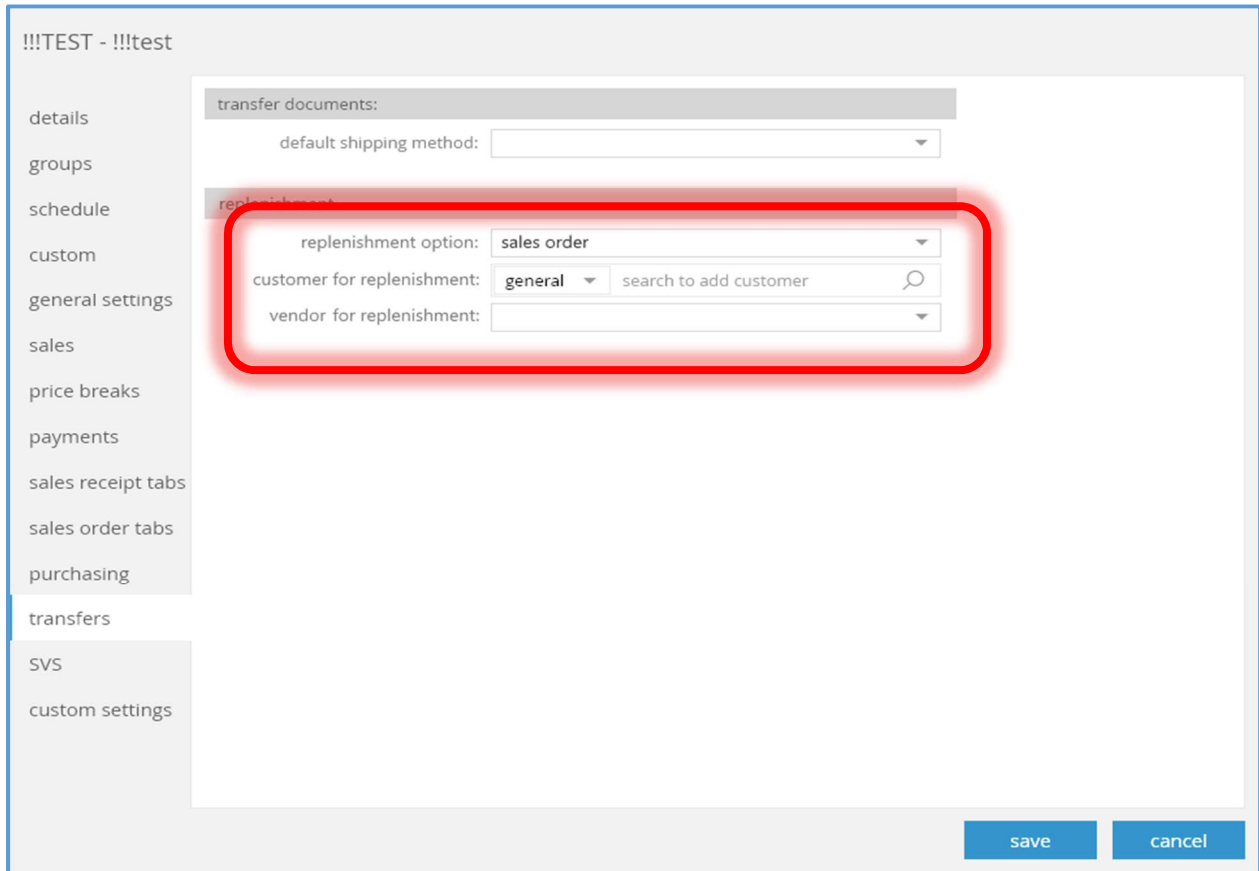 !!!TEST - !!!test
details
groups
schedule
custom
general settings
sales
price breaks
payments
sales receipt tabs
sales order tabs
purchasing
transfers
SVS
custom settings
transfer documents:
default shipping method:
replenishment
replenishment option: sales order
customer for replenishment: general search to add customer
vendor for replenishment:
save cancel